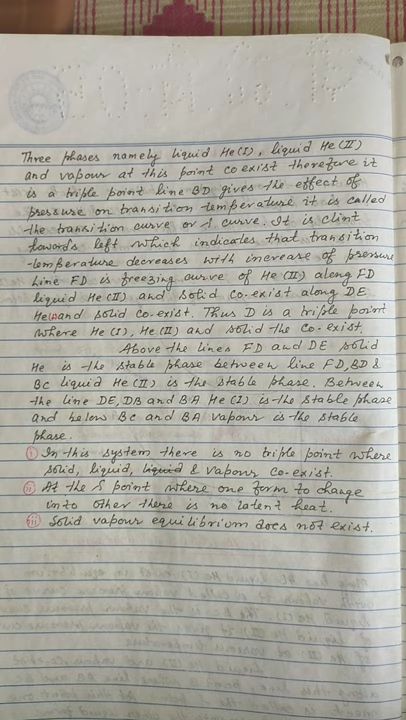 Three phases namely liquid He(I), liquid He(II)
and vapour at this point co exist therefore it
is a triple point line BD gives the effect of
pressure on transition temperature it is called
the transition curve or λ curve. It is clint
towards left which indicates that transition
temperature decreases with increase of pressure
Line FD is freezing curve of He(II) along FD
liquid He(II) and solid co-exist along DE
He(I) and solid co-exist. Thus D is a triple point
where He(I), He(II) and solid the co-exist.
Above the lines FD and DE solid
He is the stable phase between line FD, BD &
BC liquid He(II) is the stable phase. Between
the line DE, DB and BA He(I) is the stable phase
and below BC and BA vapour is the stable
phase.
(i) In this system there is no triple point where
solid, liquid, liquid & vapour co-exist.
(ii) At the S point where one form to change
into other there is no latent heat.
(iii) Solid vapour equilibrium does not exist.